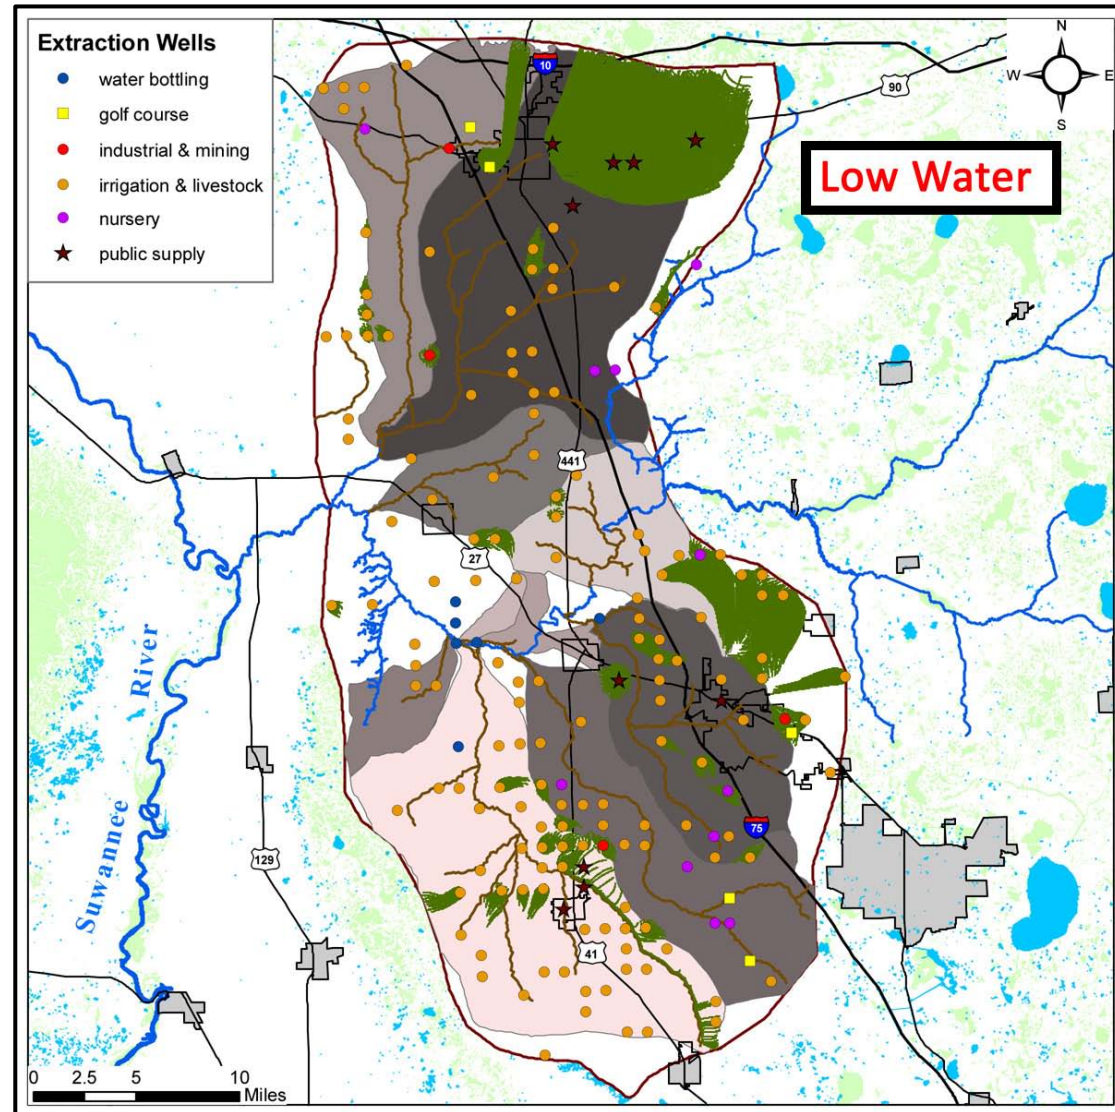 Extraction Wells
water bottling
golf course
industrial & mining
irrigation & livestock
nursery
public supply
10
90
N
W E
S
Low Water
441
27
Suwannee River
129
75
41
0 2.5 5 10
Miles